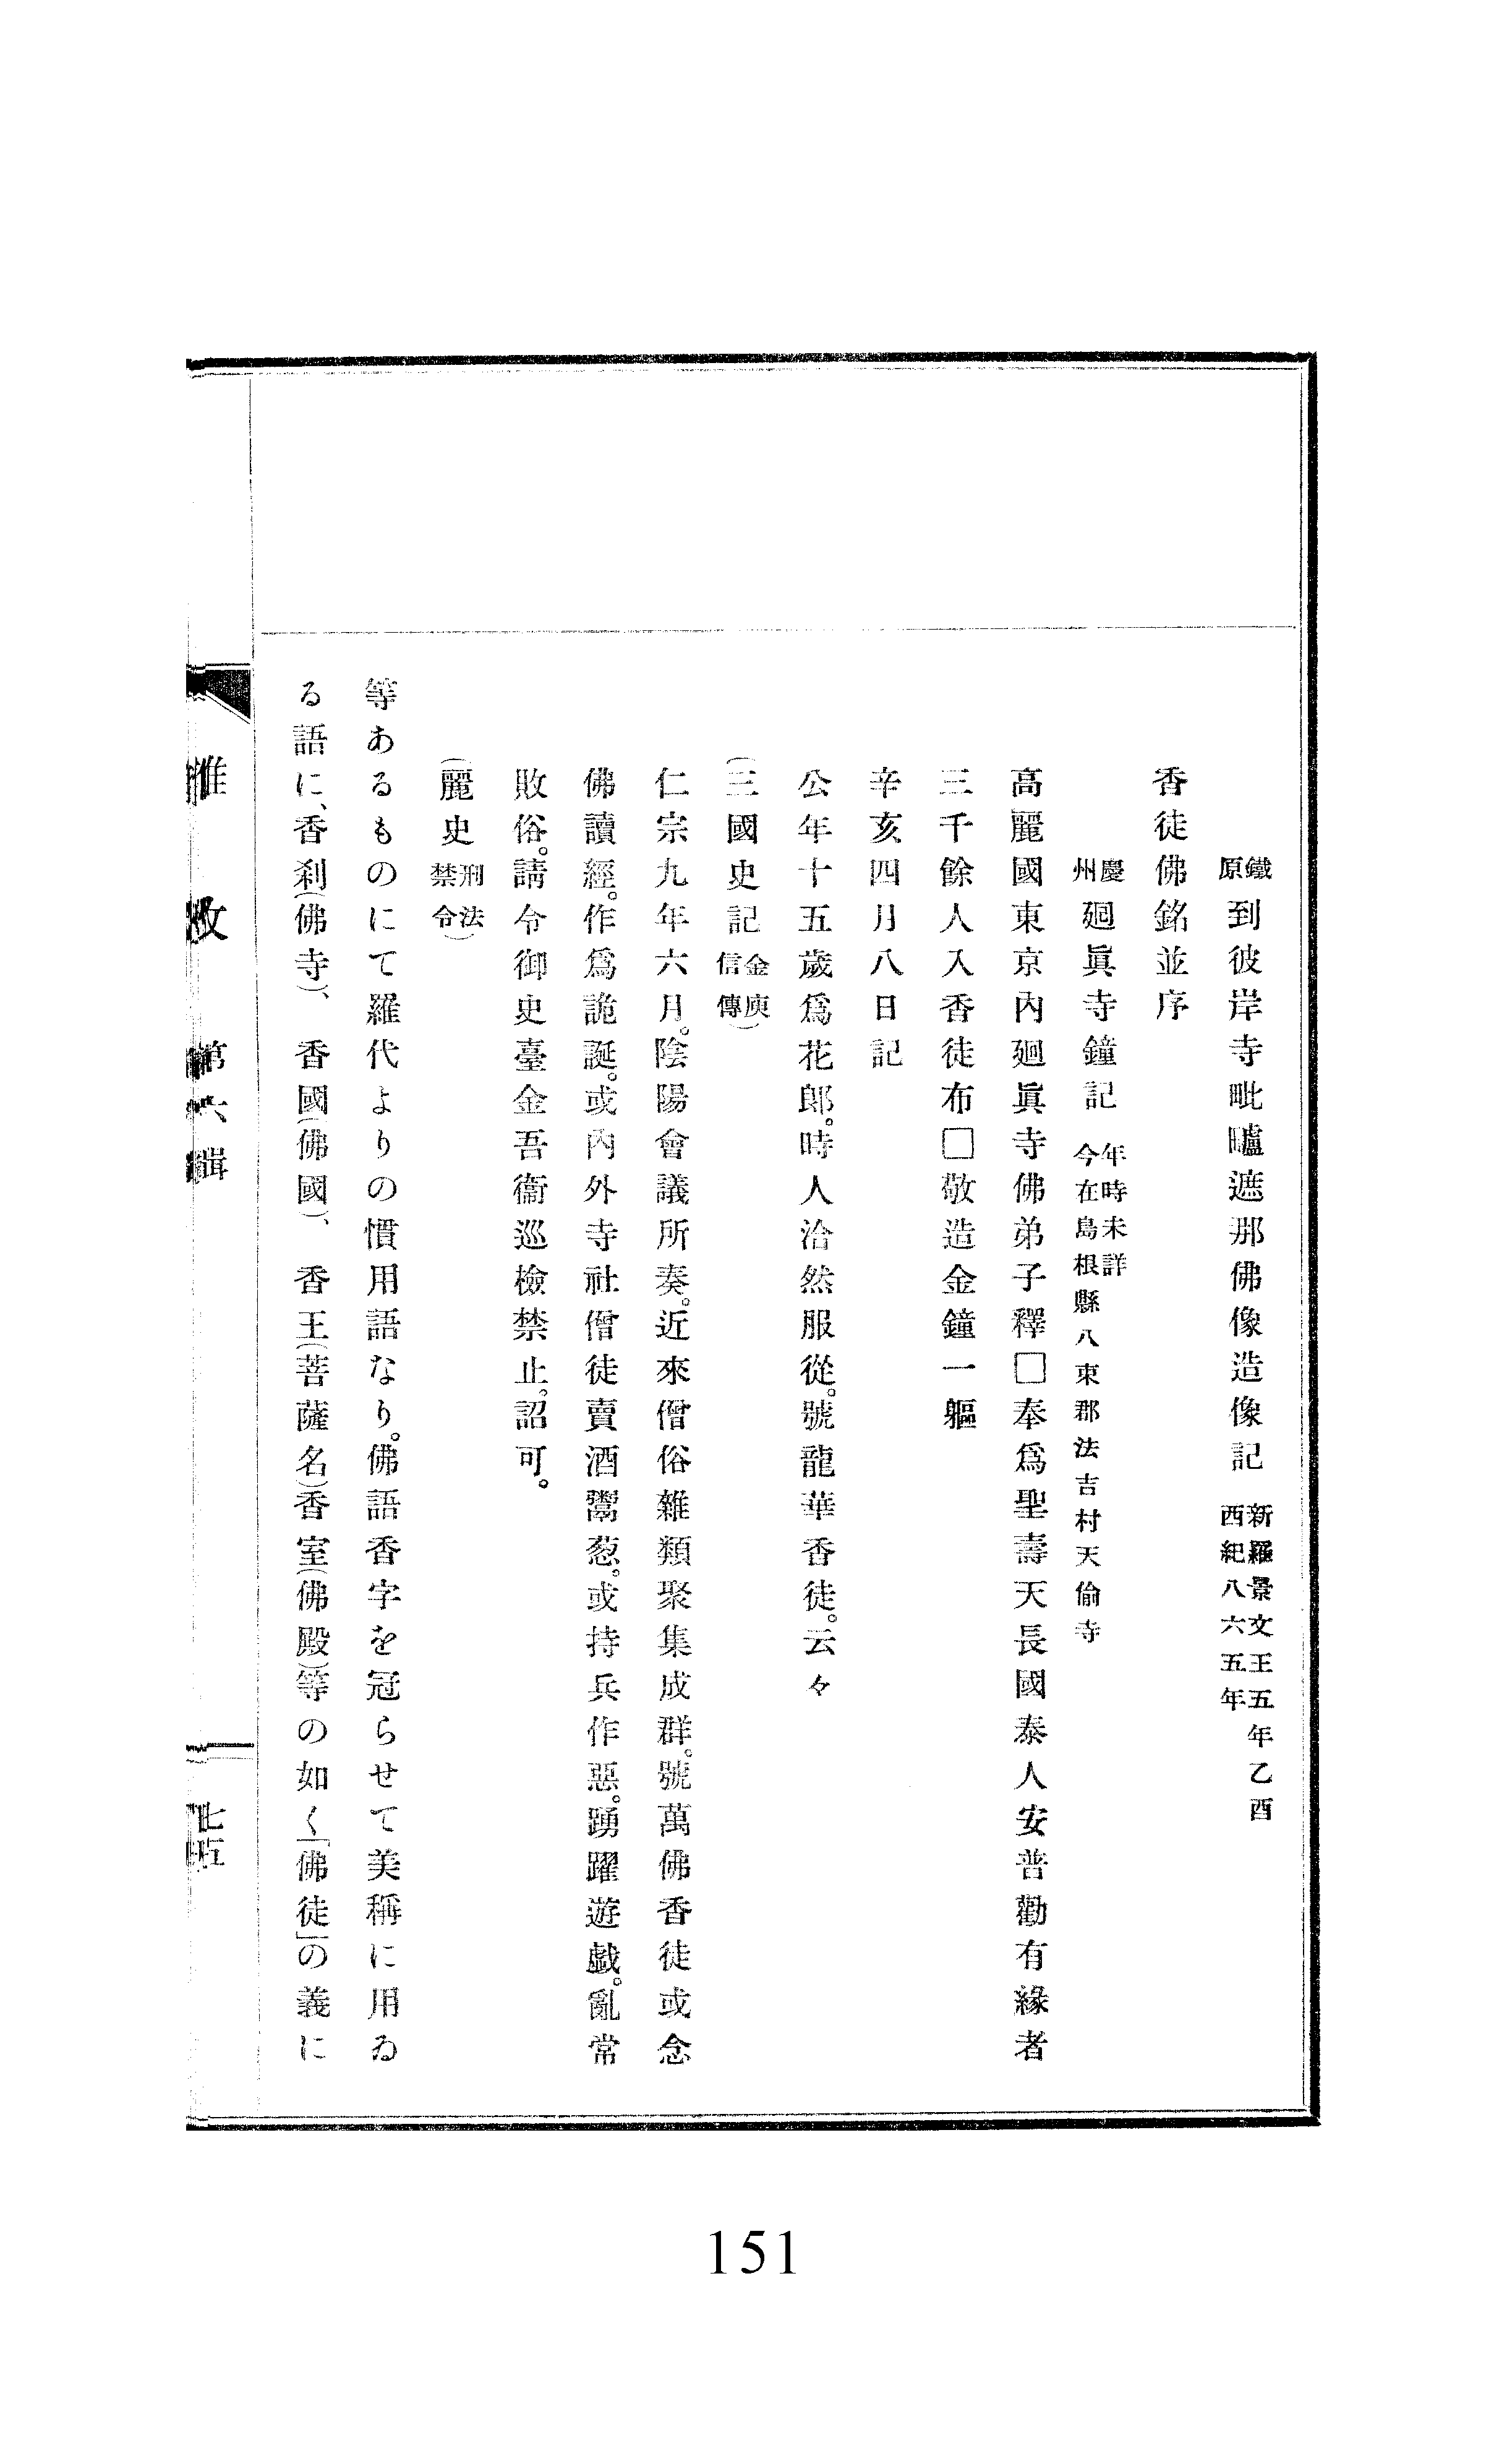 鐵原 到彼岸寺毗矑遮那佛像造像記 新羅景文王五年乙酉
西紀八六五年
香徒佛銘並序
慶州 廻眞寺鐘記 年時未詳
今在島根縣八束郡法吉村天倫寺
高麗國東京內廻眞寺佛弟子釋□奉爲聖壽天長國泰人安普勸有緣者
三千餘人入香徒布□敬造金鐘一軀
辛亥四月八日記
公年十五歲爲花郎。時人洽然服從。號龍華香徒。云々
(三國史記 金庾信傳)
仁宗九年六月。陰陽會議所奏。近來僧俗雜類聚集成群。號萬佛香徒或念
佛讀經。作爲詭誕。或內外寺社僧徒賣酒鬻葱。或持兵作惡。踴躍遊戯。亂常
敗俗。請令御史臺金吾衞巡檢禁止。詔可。
(麗史 刑法禁令)
等あるものにて羅代よりの慣用語なり。佛語香字を冠らせて美稱に用ゐ
る語に、香刹(佛寺)、香國(佛國)、香王(菩薩名)香室(佛殿)等の如く「佛徒」の義に
雜攷 第六輯 七五
151